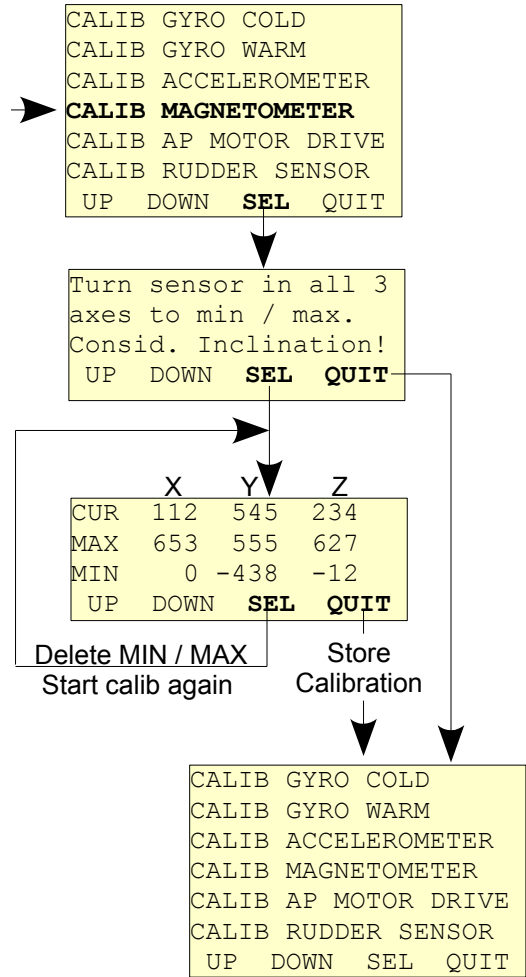 CALIB GYRO COLD
CALIB GYRO WARM
CALIB ACCELEROMETER
CALIB MAGNETOMETER
CALIB AP MOTOR DRIVE
CALIB RUDDER SENSOR
UP DOWN SEL QUIT
Turn sensor in all 3
axes to min / max.
Consid. Inclination!
UP DOWN SEL QUIT
X Y Z
CUR 112 545 234
MAX 653 555 627
MIN 0 -438 -12
UP DOWN SEL QUIT
Delete MIN / MAX
Start calib again
Store
Calibration
CALIB GYRO COLD
CALIB GYRO WARM
CALIB ACCELEROMETER
CALIB MAGNETOMETER
CALIB AP MOTOR DRIVE
CALIB RUDDER SENSOR
UP DOWN SEL QUIT